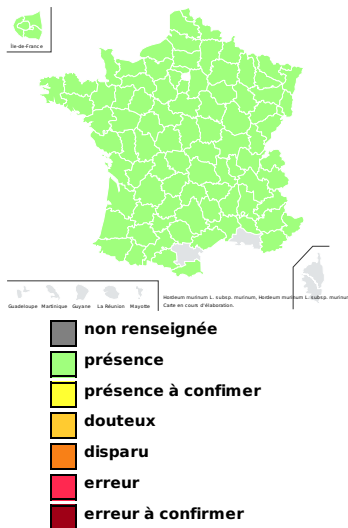 Île-de-France
Guadeloupe Martinique Guyane La Réunion Mayotte
Hordeum murinum L. subsp. murinum, Hordeum murinum L. subsp. murinum
Carte en cours d'élaboration.
non renseignée
présence
présence à confimer
douteux
disparu
erreur
erreur à confirmer